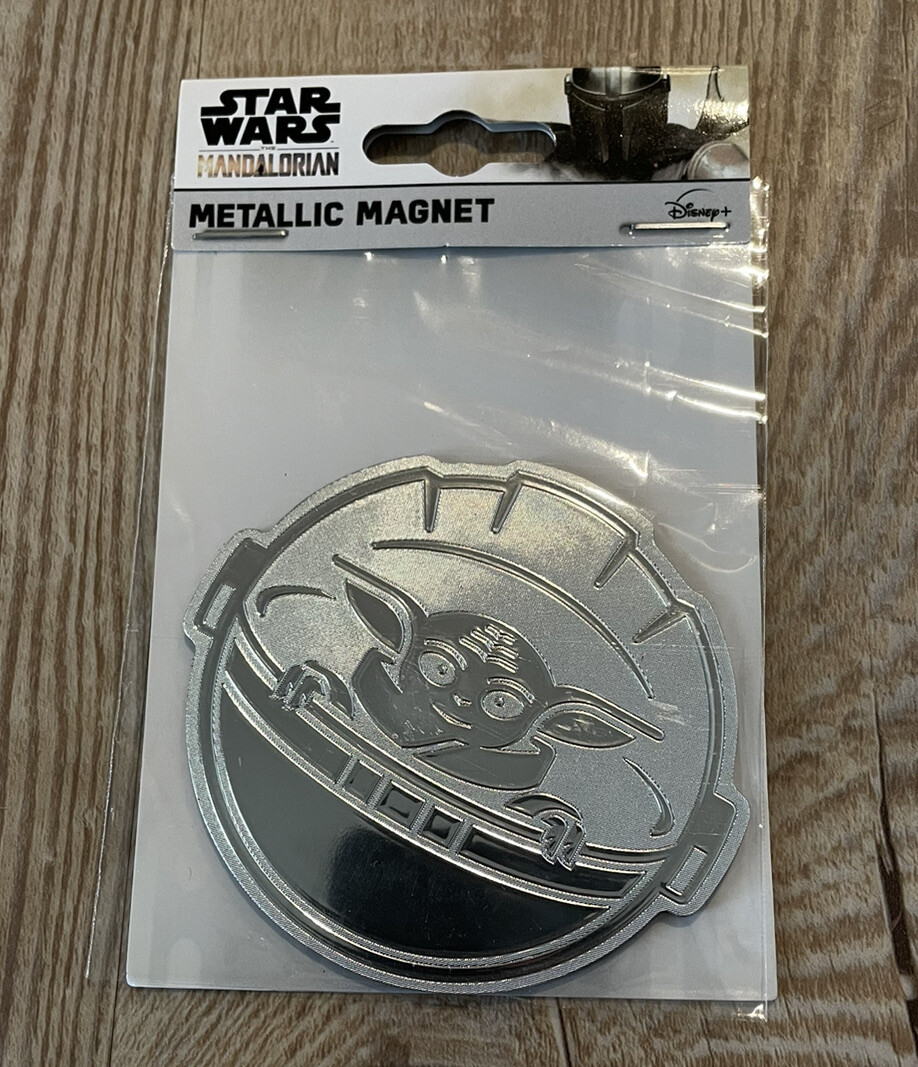 STAR
WARS
THE
MANDALORIAN
METALLIC MAGNET
Disney+